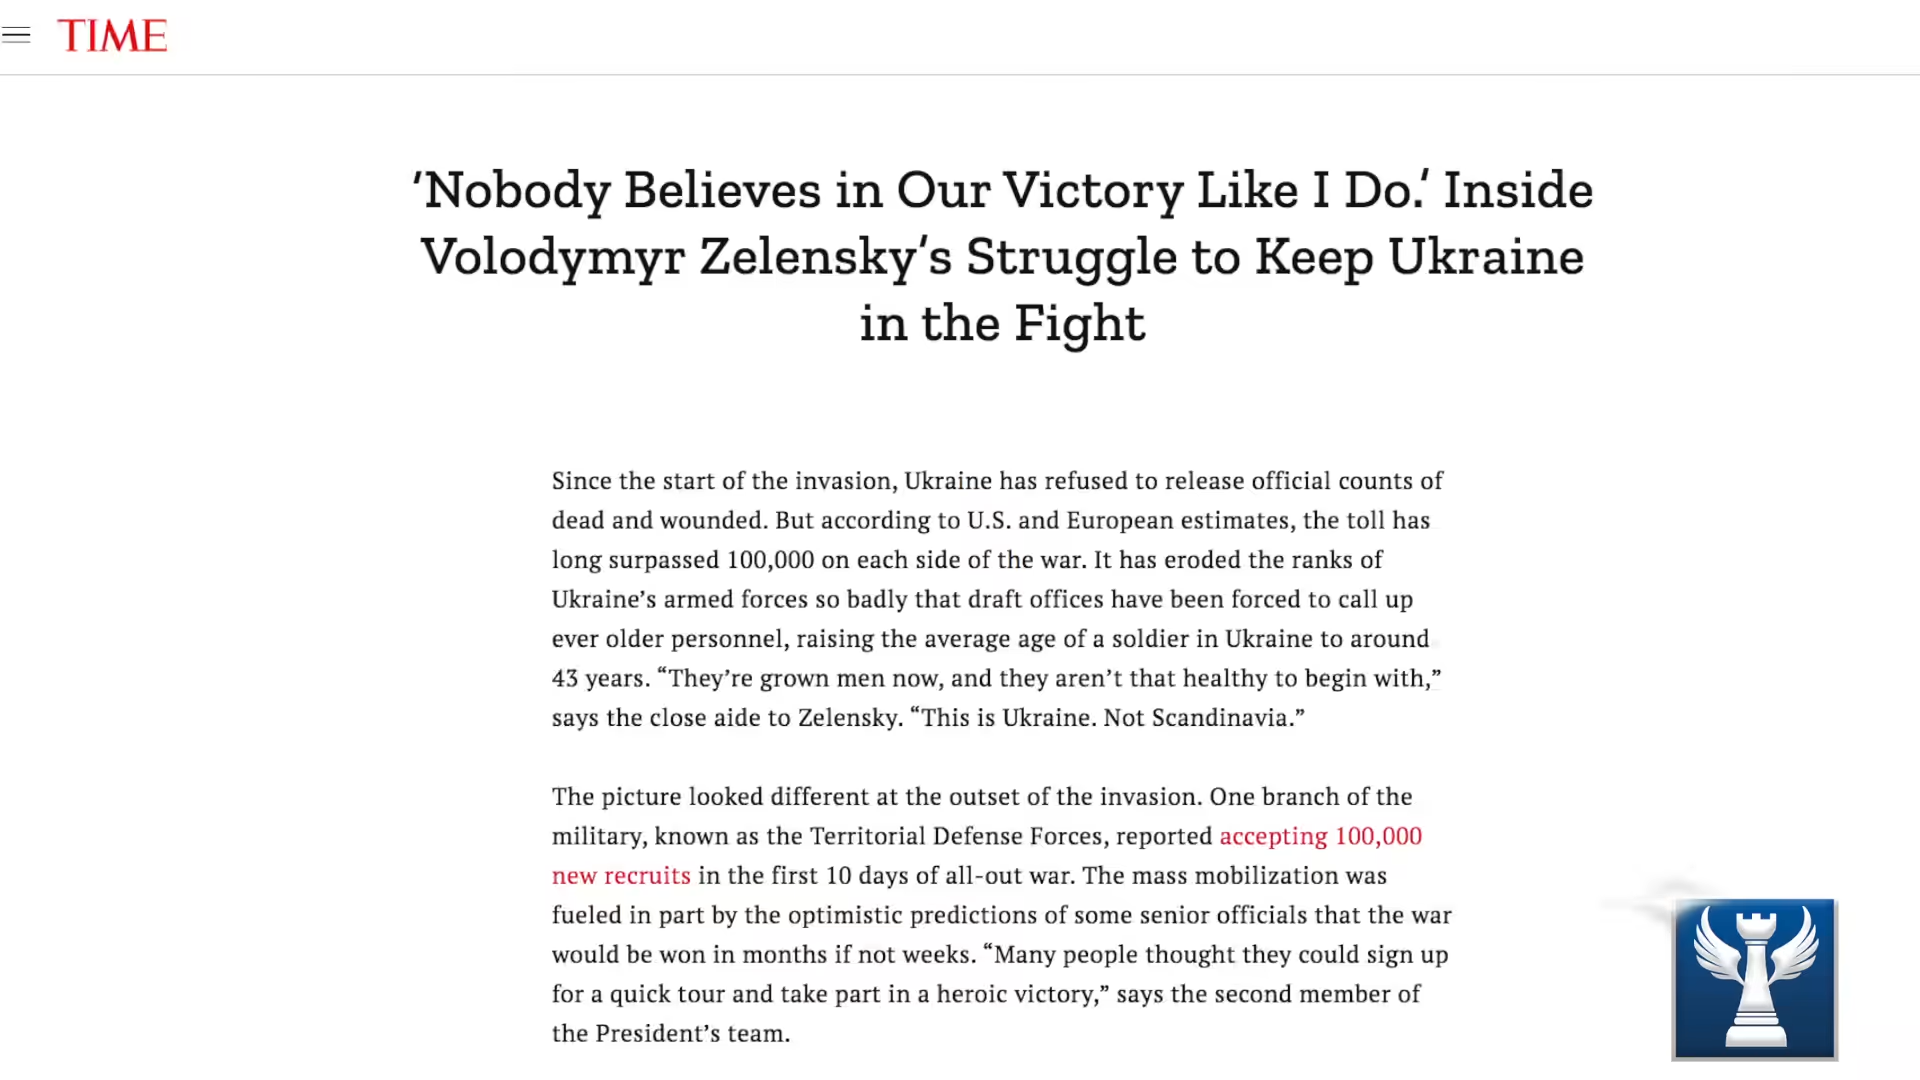 TIME
‘Nobody Believes in Our Victory Like I Do.‘ Inside
Volodymyr Zelensky’s Struggle to Keep Ukraine
in the Fight
Since the start of the invasion, Ukraine has refused to release official counts of
dead and wounded. But according to U.S. and European estimates, the toll has
long surpassed 100,000 on each side of the war. It has eroded the ranks of
Ukraine’s armed forces so badly that draft offices have been forced to call up
ever older personnel, raising the average age of a soldier in Ukraine to around
43 years. “They’re grown men now, and they aren’t that healthy to begin with,”
says the close aide to Zelensky. “This is Ukraine. Not Scandinavia.”
The picture looked different at the outset of the invasion. One branch of the
military, known as the Territorial Defense Forces, reported accepting 100,000
new recruits in the first 10 days of all-out war. The mass mobilization was
fueled in part by the optimistic predictions of some senior officials that the war
would be won in months if not weeks. “Many people thought they could sign up
for a quick tour and take part in a heroic victory,” says the second member of
the President’s team.